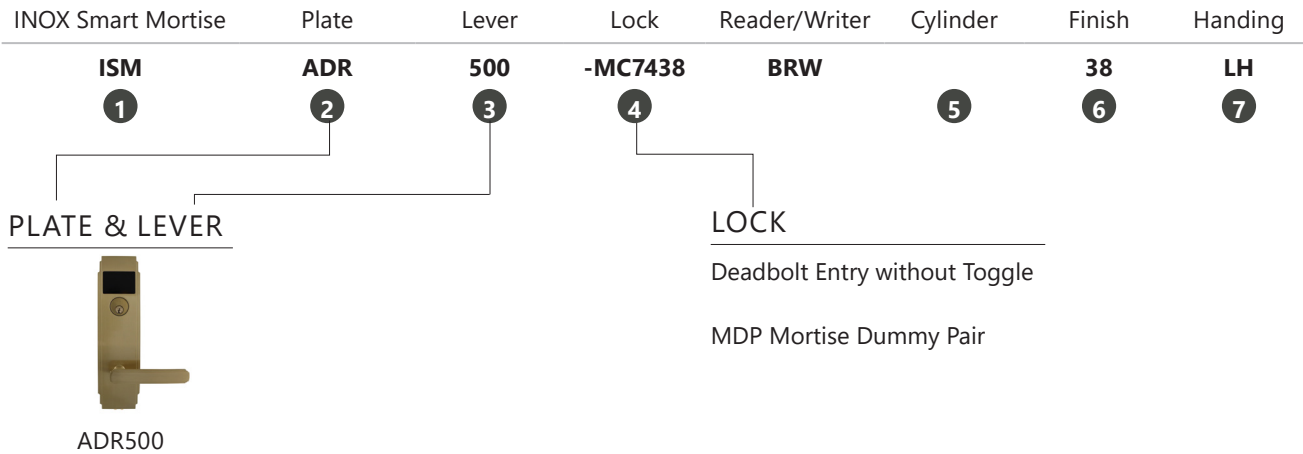 INOX Smart Mortise Plate Lever Lock Reader/Writer Cylinder Finish Handing
ISM ADR 500 -MC7438 BRW 38 LH
1 2 3 4 5 6 7
PLATE & LEVER
LOCK
Deadbolt Entry without Toggle
MDP Mortise Dummy Pair
ADR500